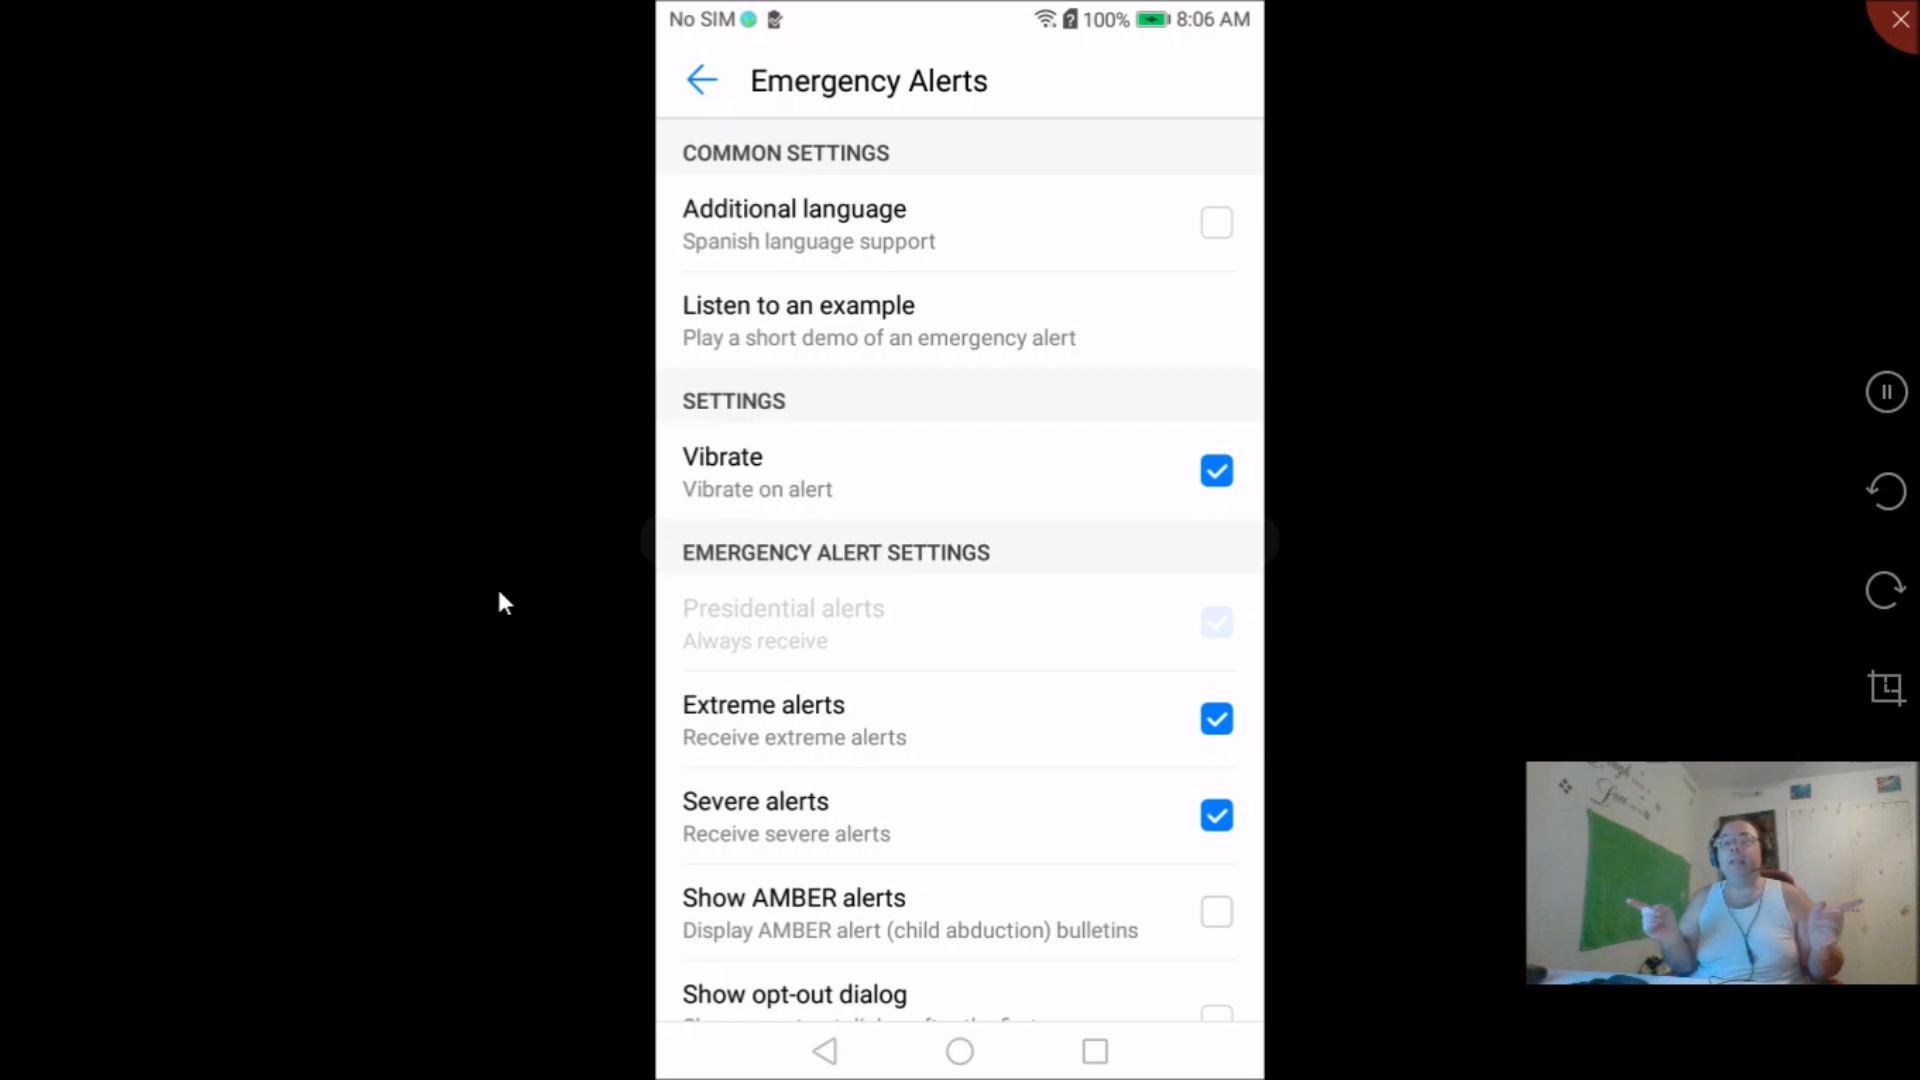 No SIM
100% 8:06 AM
Emergency Alerts
COMMON SETTINGS
Additional language
Spanish language support
Listen to an example
Play a short demo of an emergency alert
SETTINGS
Vibrate
Vibrate on alert
EMERGENCY ALERT SETTINGS
Presidential alerts
Always receive
Extreme alerts
Receive extreme alerts
Severe alerts
Receive severe alerts
Show AMBER alerts
Display AMBER alert (child abduction) bulletins
Show opt-out dialog
Love